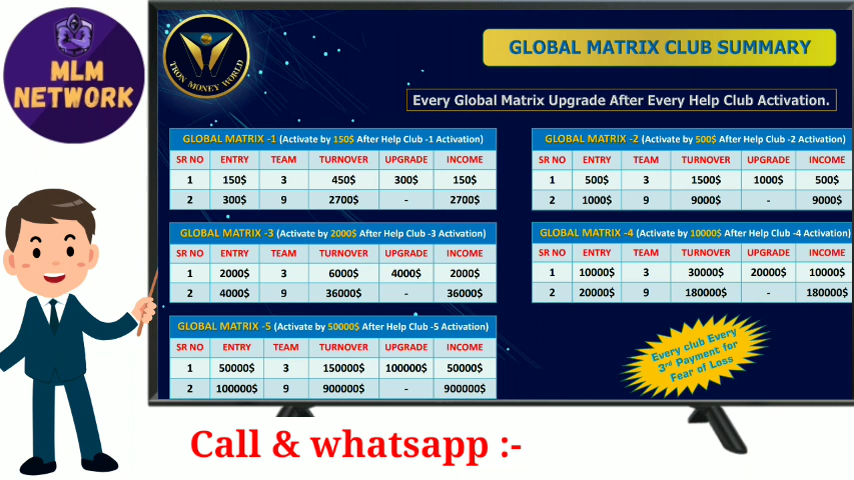 MLM
NETWORK
TRON MONEY WORLD
GLOBAL MATRIX CLUB SUMMARY
Every Global Matrix Upgrade After Every Help Club Activation.
GLOBAL MATRIX -1 (Activate by 150$ After Help Club -1 Activation)
SR NO ENTRY TEAM TURNOVER UPGRADE INCOME
1 150$ 3 450$ 300$ 150$
2 300$ 9 2700$ - 2700$
GLOBAL MATRIX -2 (Activate by 500$ After Help Club -2 Activation)
SR NO ENTRY TEAM TURNOVER UPGRADE INCOME
1 500$ 3 1500$ 1000$ 500$
2 1000$ 9 9000$ - 9000$
GLOBAL MATRIX -3 (Activate by 2000$ After Help Club -3 Activation)
SR NO ENTRY TEAM TURNOVER UPGRADE INCOME
1 2000$ 3 6000$ 4000$ 2000$
2 4000$ 9 36000$ - 36000$
GLOBAL MATRIX -4 (Activate by 10000$ After Help Club -4 Activation)
SR NO ENTRY TEAM TURNOVER UPGRADE INCOME
1 10000$ 3 30000$ 20000$ 10000$
2 20000$ 9 180000$ - 180000$
GLOBAL MATRIX -5 (Activate by 50000$ After Help Club -5 Activation)
SR NO ENTRY TEAM TURNOVER UPGRADE INCOME
1 50000$ 3 150000$ 100000$ 50000$
2 100000$ 9 900000$ - 900000$
Every club Every
3rd Payment for
Fear of Loss
Call & whatsapp :-